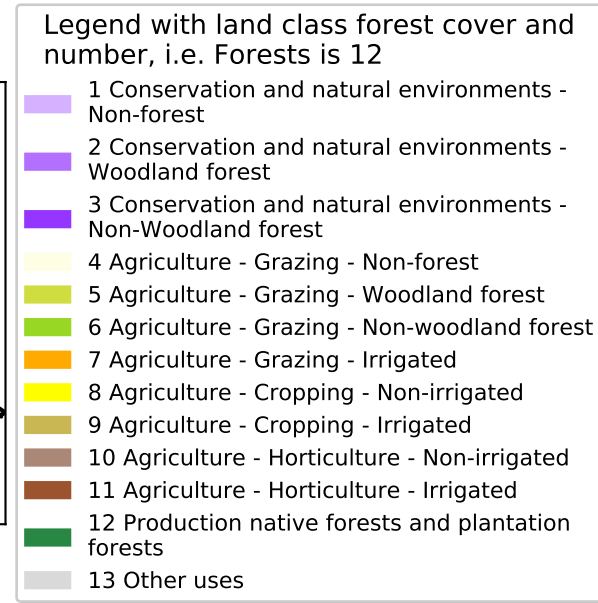 Legend with land class forest cover and
number, i.e. Forests is 12
1 Conservation and natural environments -
Non-forest
2 Conservation and natural environments -
Woodland forest
3 Conservation and natural environments -
Non-Woodland forest
4 Agriculture - Grazing - Non-forest
5 Agriculture - Grazing - Woodland forest
6 Agriculture - Grazing - Non-woodland forest
7 Agriculture - Grazing - Irrigated
8 Agriculture - Cropping - Non-irrigated
9 Agriculture - Cropping - Irrigated
10 Agriculture - Horticulture - Non-irrigated
11 Agriculture - Horticulture - Irrigated
12 Production native forests and plantation
forests
13 Other uses